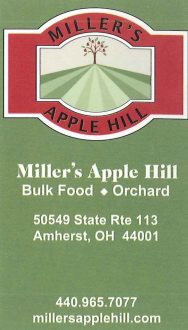 MILLER'S
APPLE HILL
Miller's Apple Hill
Bulk Food ◆ Orchard
50549 State Rte 113
Amherst, OH 44001
440.965.7077
millersapplehill.com